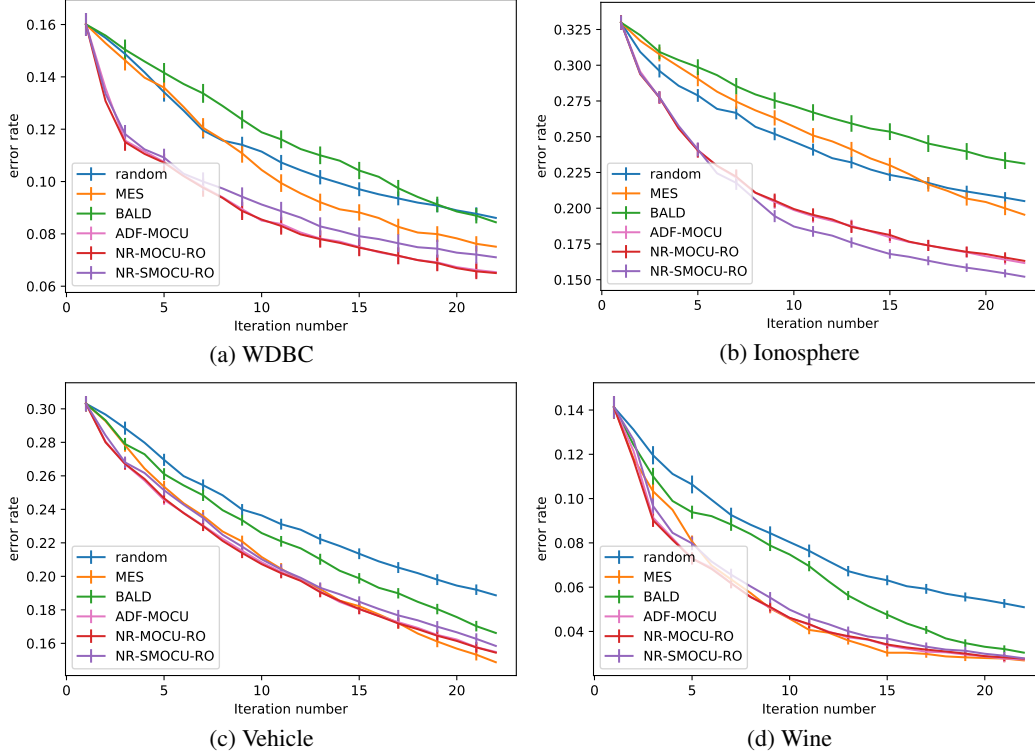 0.16
0.14
0.12
0.10
0.08
0.06
error rate
random
MES
BALD
ADF-MOCU
NR-MOCU-RO
NR-SMOCU-RO
0 5 10 15 20
Iteration number
(a) WDBC
0.325
0.300
0.275
0.250
0.225
0.200
0.175
0.150
error rate
random
MES
BALD
ADF-MOCU
NR-MOCU-RO
NR-SMOCU-RO
0 5 10 15 20
Iteration number
(b) Ionosphere
0.30
0.28
0.26
0.24
0.22
0.20
0.18
0.16
error rate
random
MES
BALD
ADF-MOCU
NR-MOCU-RO
NR-SMOCU-RO
0 5 10 15 20
Iteration number
(c) Vehicle
0.14
0.12
0.10
0.08
0.06
0.04
error rate
random
MES
BALD
ADF-MOCU
NR-MOCU-RO
NR-SMOCU-RO
0 5 10 15 20
Iteration number
(d) Wine